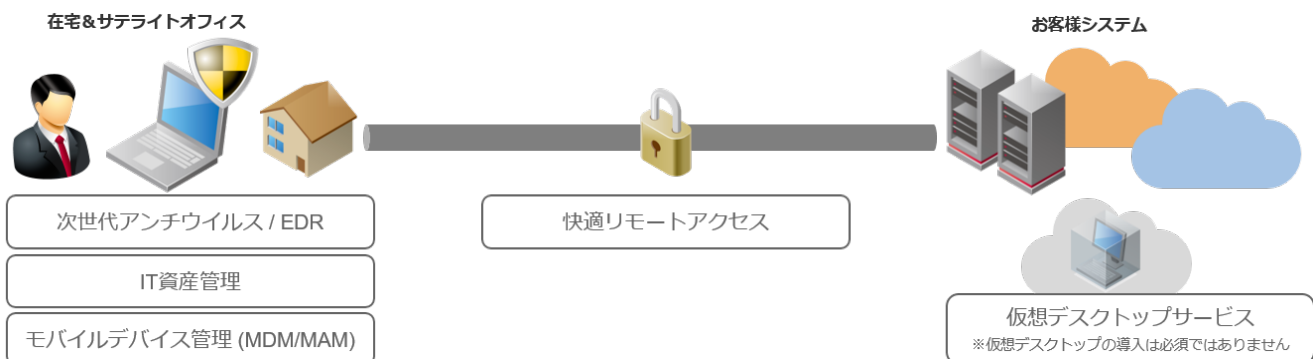 在宅&サテライトオフィス
お客様システム
次世代アンチウイルス / EDR
快適リモートアクセス
IT資産管理
モバイルデバイス管理 (MDM/MAM)
仮想デスクトップサービス
※仮想デスクトップの導入は必須ではありません